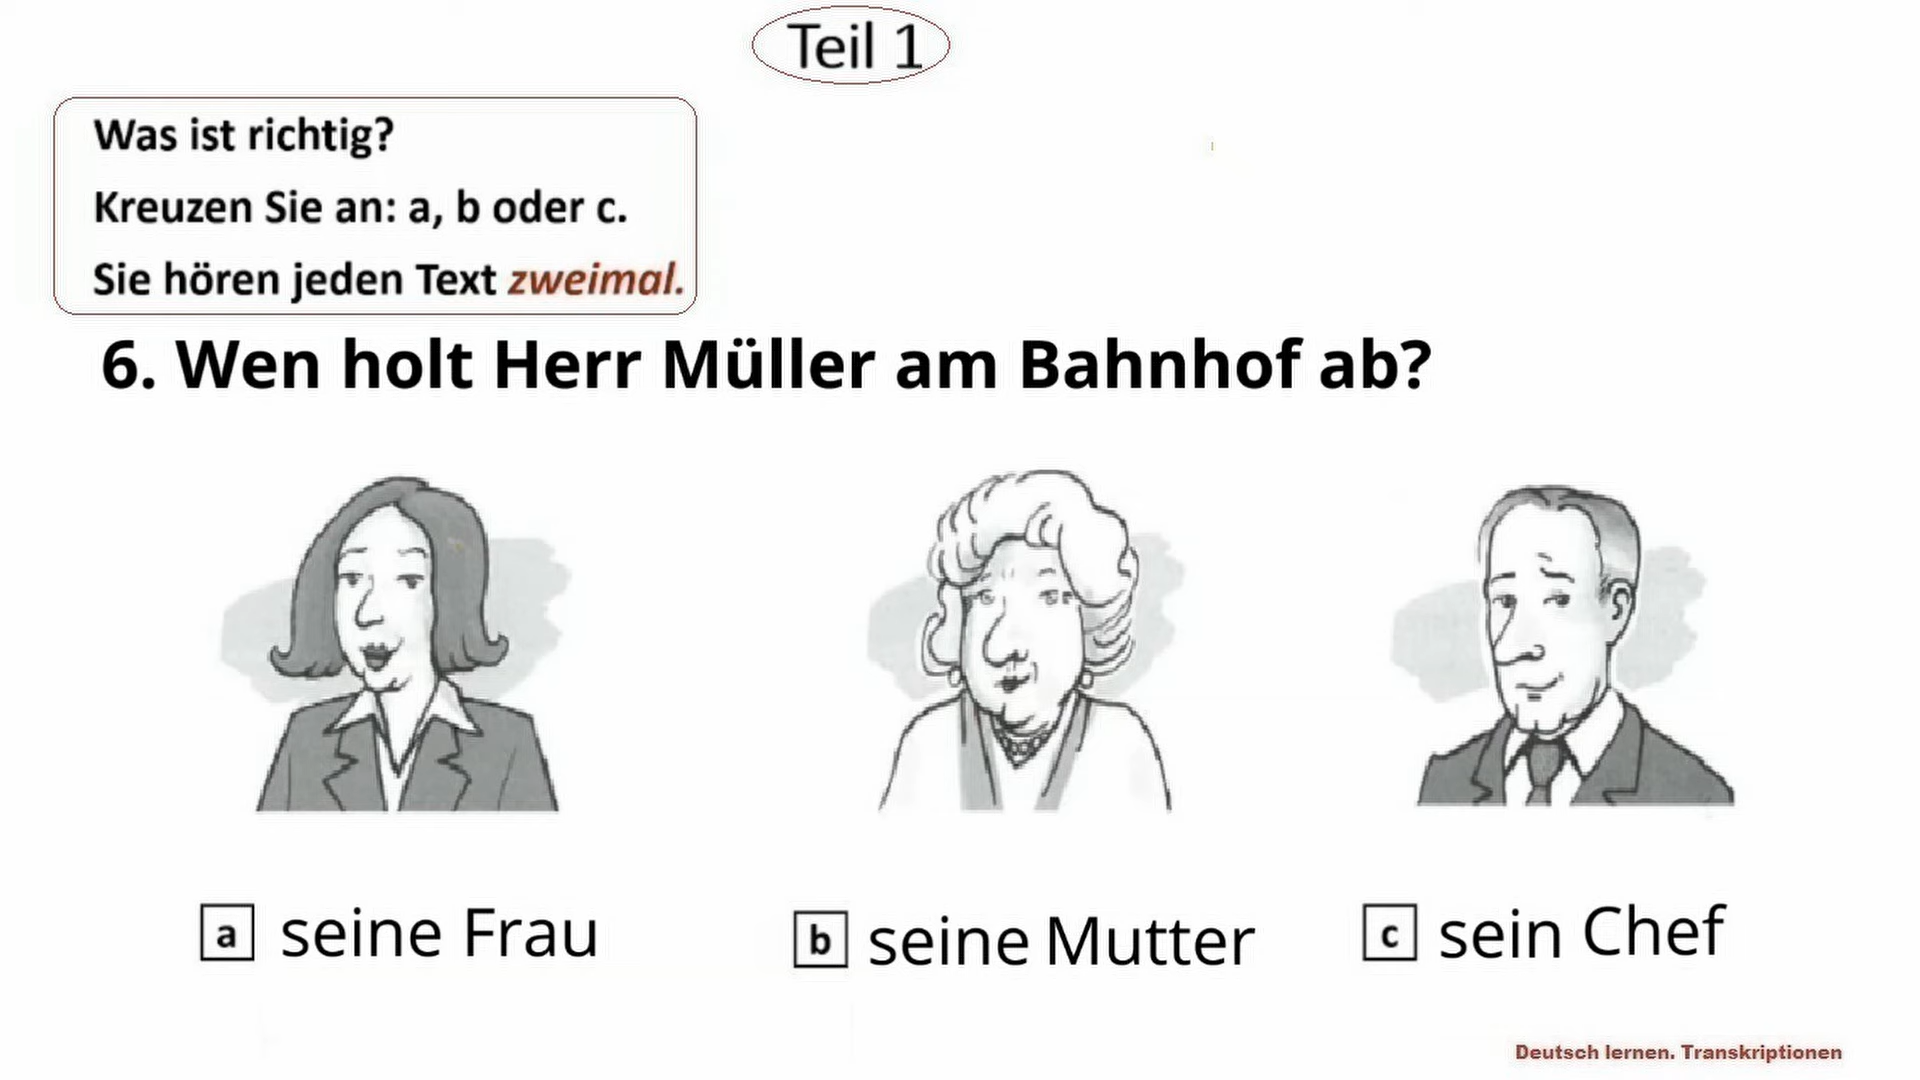 Teil 1
Was ist richtig?
Kreuzen Sie an: a, b oder c.
Sie hören jeden Text zweimal.
6. Wen holt Herr Müller am Bahnhof ab?
a seine Frau
b seine Mutter
c sein Chef
Deutsch lernen. Transkriptionen